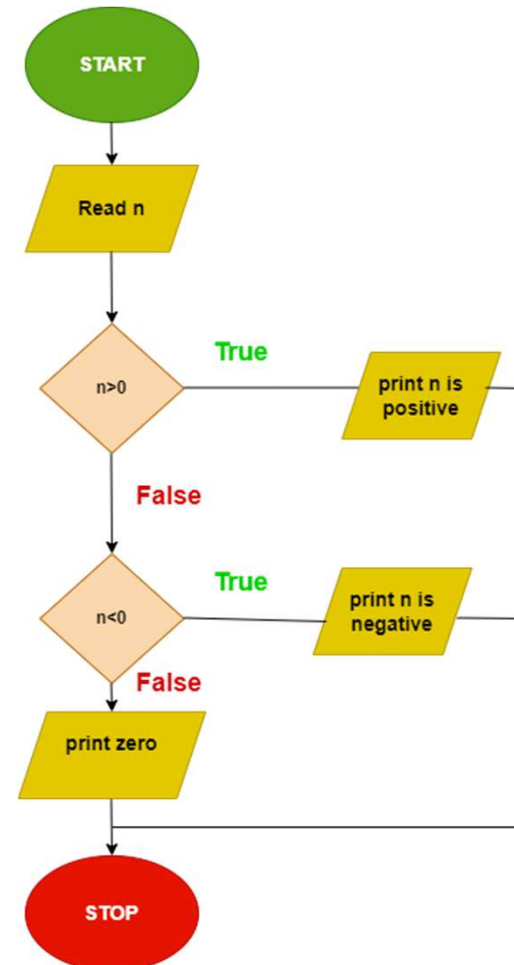 START
Read n
n>0
True
print n is
positive
False
n<0
True
print n is
negative
False
print zero
STOP